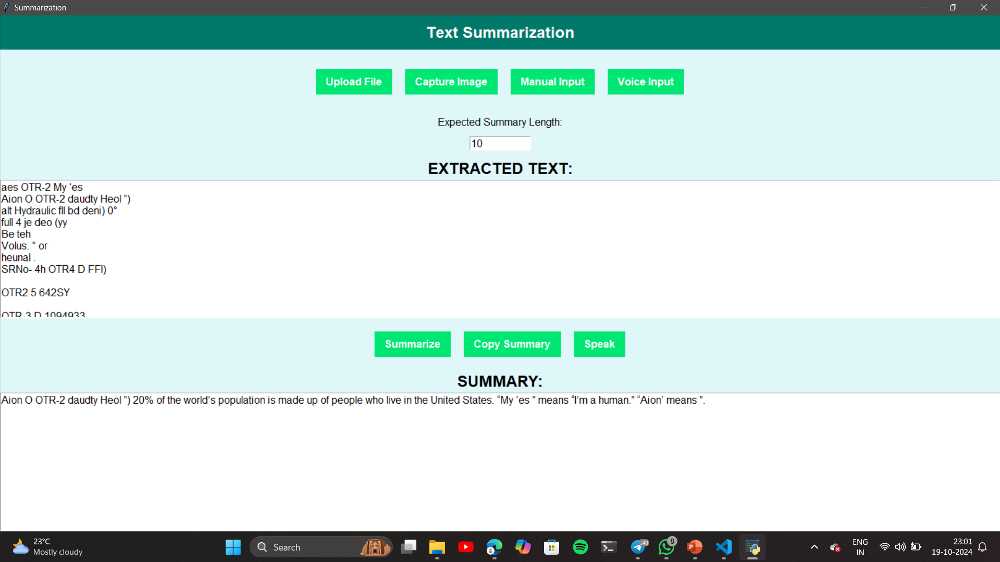 Summarization
Text Summarization
Upload File Capture Image Manual Input Voice Input
Expected Summary Length:
10
EXTRACTED TEXT:
aes OTR-2 My ‘es
Aion O OTR-2 daudty Heol ”)
alt Hydraulic fll bd deni) 0°
full 4 je deo (yy
Be teh
Volus. ° or
heunal .
SRNo- 4h OTR4 D FFI)
OTR2 5 642SY
OTR 3 D 1094933
Summarize Copy Summary Speak
SUMMARY:
Aion O OTR-2 daudty Heol ”) 20% of the world’s population is made up of people who live in the United States. “My ‘es ” means “I’m a human.” “Aion’ means ”.
23°C
Mostly cloudy
Search
40
8
ENG
IN
23:01
19-10-2024